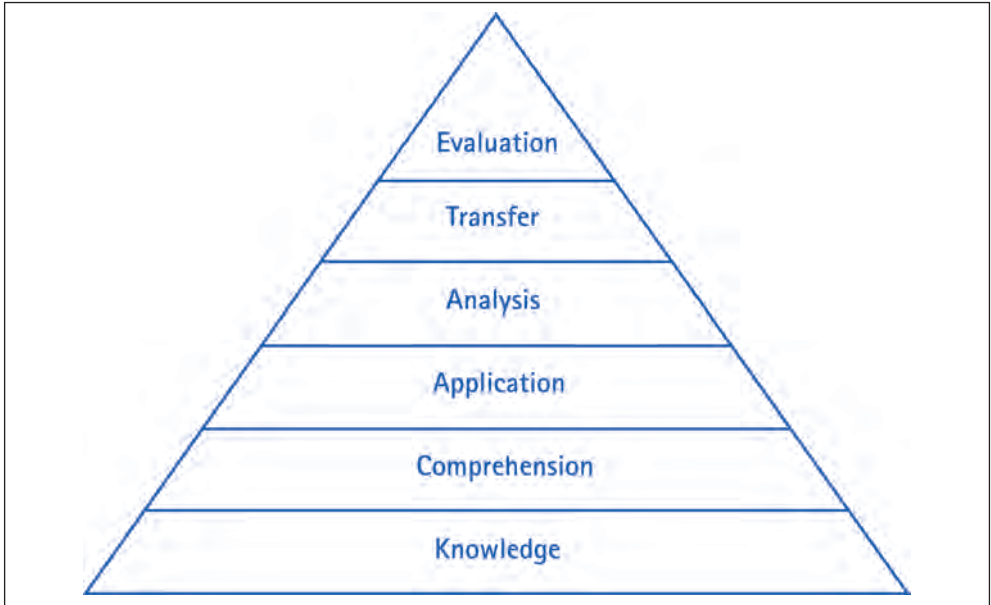 Evaluation
Transfer
Analysis
Application
Comprehension
Knowledge